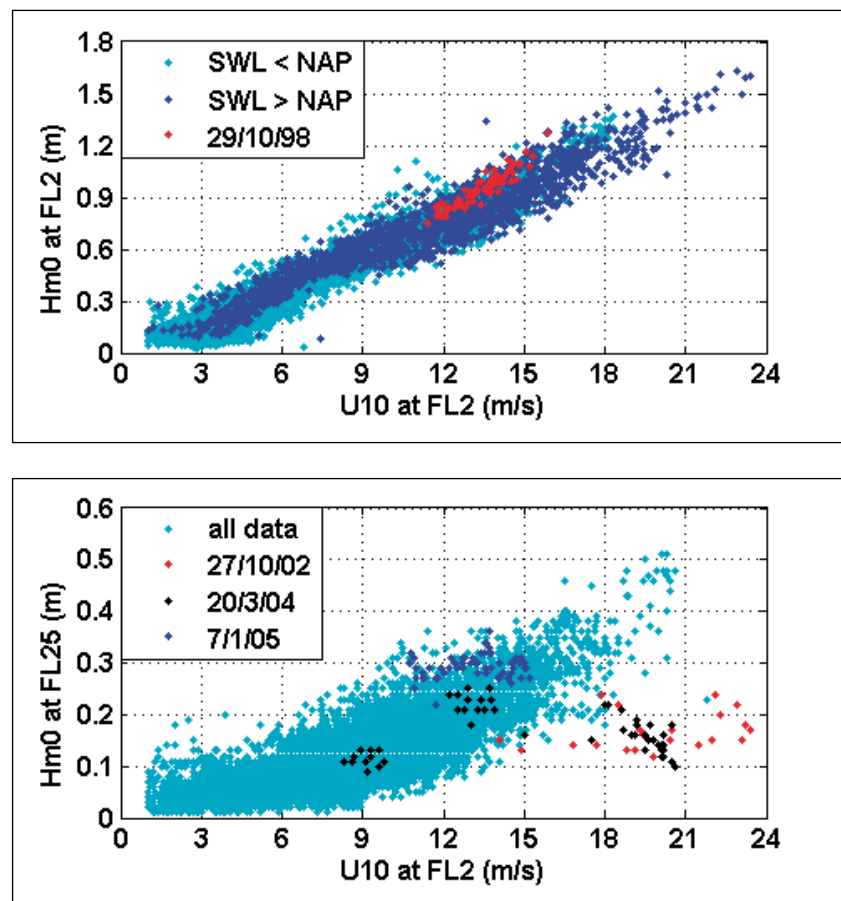 1.8
1.5
1.2
0.9
0.6
0.3
0
Hm0 at FL2 (m)
SWL < NAP
SWL > NAP
29/10/98
0 3 6 9 12 15 18 21 24
U10 at FL2 (m/s)
0.6
0.5
0.4
0.3
0.2
0.1
0
Hm0 at FL25 (m)
all data
27/10/02
20/3/04
7/1/05
0 3 6 9 12 15 18 21 24
U10 at FL2 (m/s)